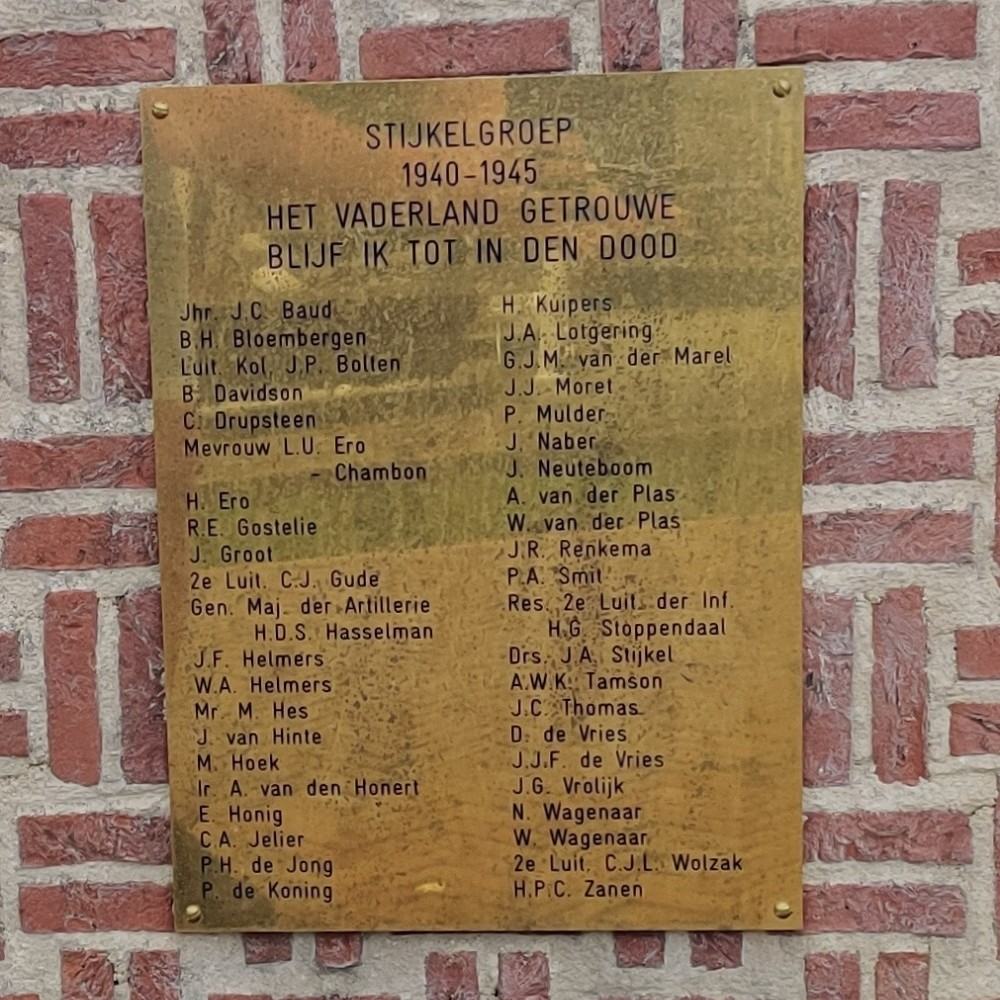 STIJKELGROEP
1940-1945
HET VADERLAND GETROUWE
BLIJF IK TOT IN DEN DOOD
Jhr. J.C. Baud
B.H. Bloembergen
Luit. Kol. J.P. Bolten
B. Davidson
C. Drupsteen
Mevrouw L.U. Ero
- Chambon
H. Ero
R.E. Gostelie
J. Groot
2e Luit. C.J. Gude
Gen. Maj. der Artillerie
H.D.S. Hasselman
J.F. Helmers
W.A. Helmers
Mr. M. Hes
J. van Hinte
M. Hoek
Ir. A. van den Honert
E. Honig
C.A. Jelier
P.H. de Jong
P. de Koning
H. Kuipers
J.A. Lotgering
G.J.M. van der Marel
J.J. Moret
P. Mulder
J. Naber
J. Neuteboom
A. van der Plas
W. van der Plas
J.R. Renkema
P.A. Smit
Res. 2e Luit. der Inf.
H.G. Stoppendaal
Drs. J.A. Stijkel
A.W.K. Tamson
J.C. Thomas
D. de Vries
J.J.F. de Vries
J.G. Vrolijk
N. Wagenaar
W. Wagenaar
2e Luit. C.J.L. Wolzak
H.P.C. Zanen